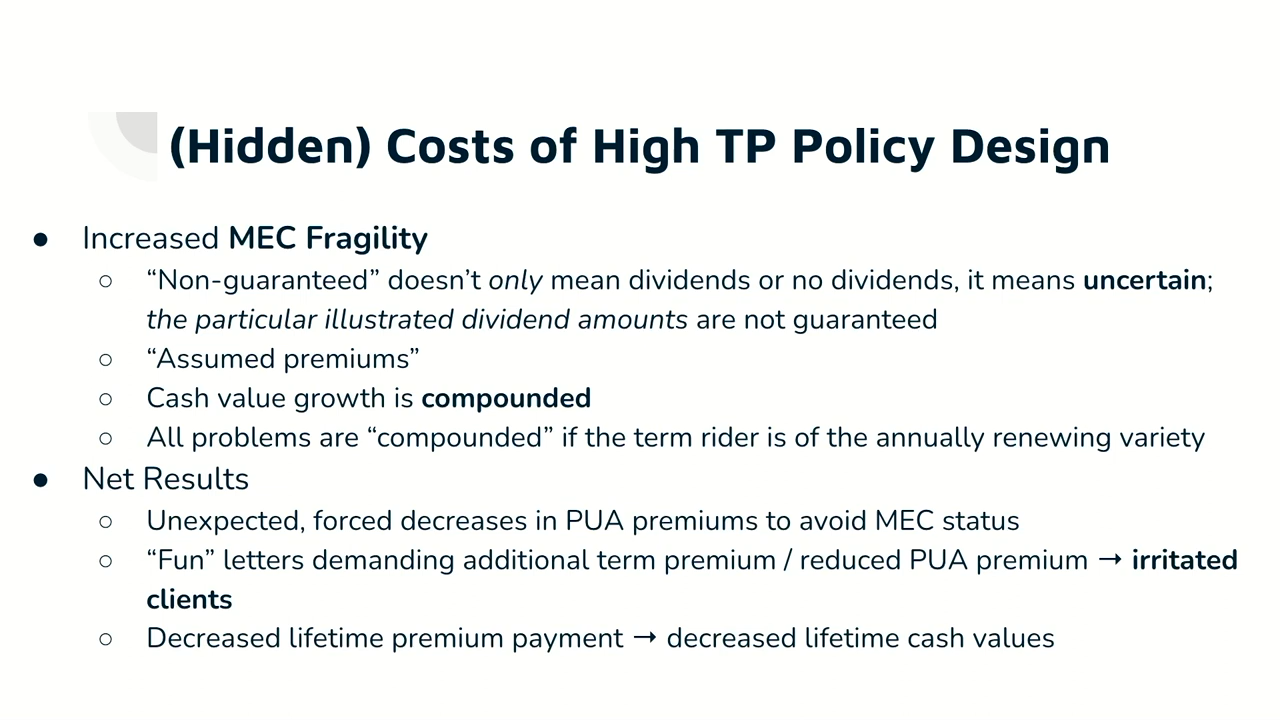 (Hidden) Costs of High TP Policy Design
● Increased MEC Fragility
○ “Non-guaranteed” doesn’t only mean dividends or no dividends, it means uncertain;
the particular illustrated dividend amounts are not guaranteed
○ “Assumed premiums”
○ Cash value growth is compounded
○ All problems are “compounded” if the term rider is of the annually renewing variety
● Net Results
○ Unexpected, forced decreases in PUA premiums to avoid MEC status
○ “Fun” letters demanding additional term premium / reduced PUA premium → irritated
clients
○ Decreased lifetime premium payment → decreased lifetime cash values